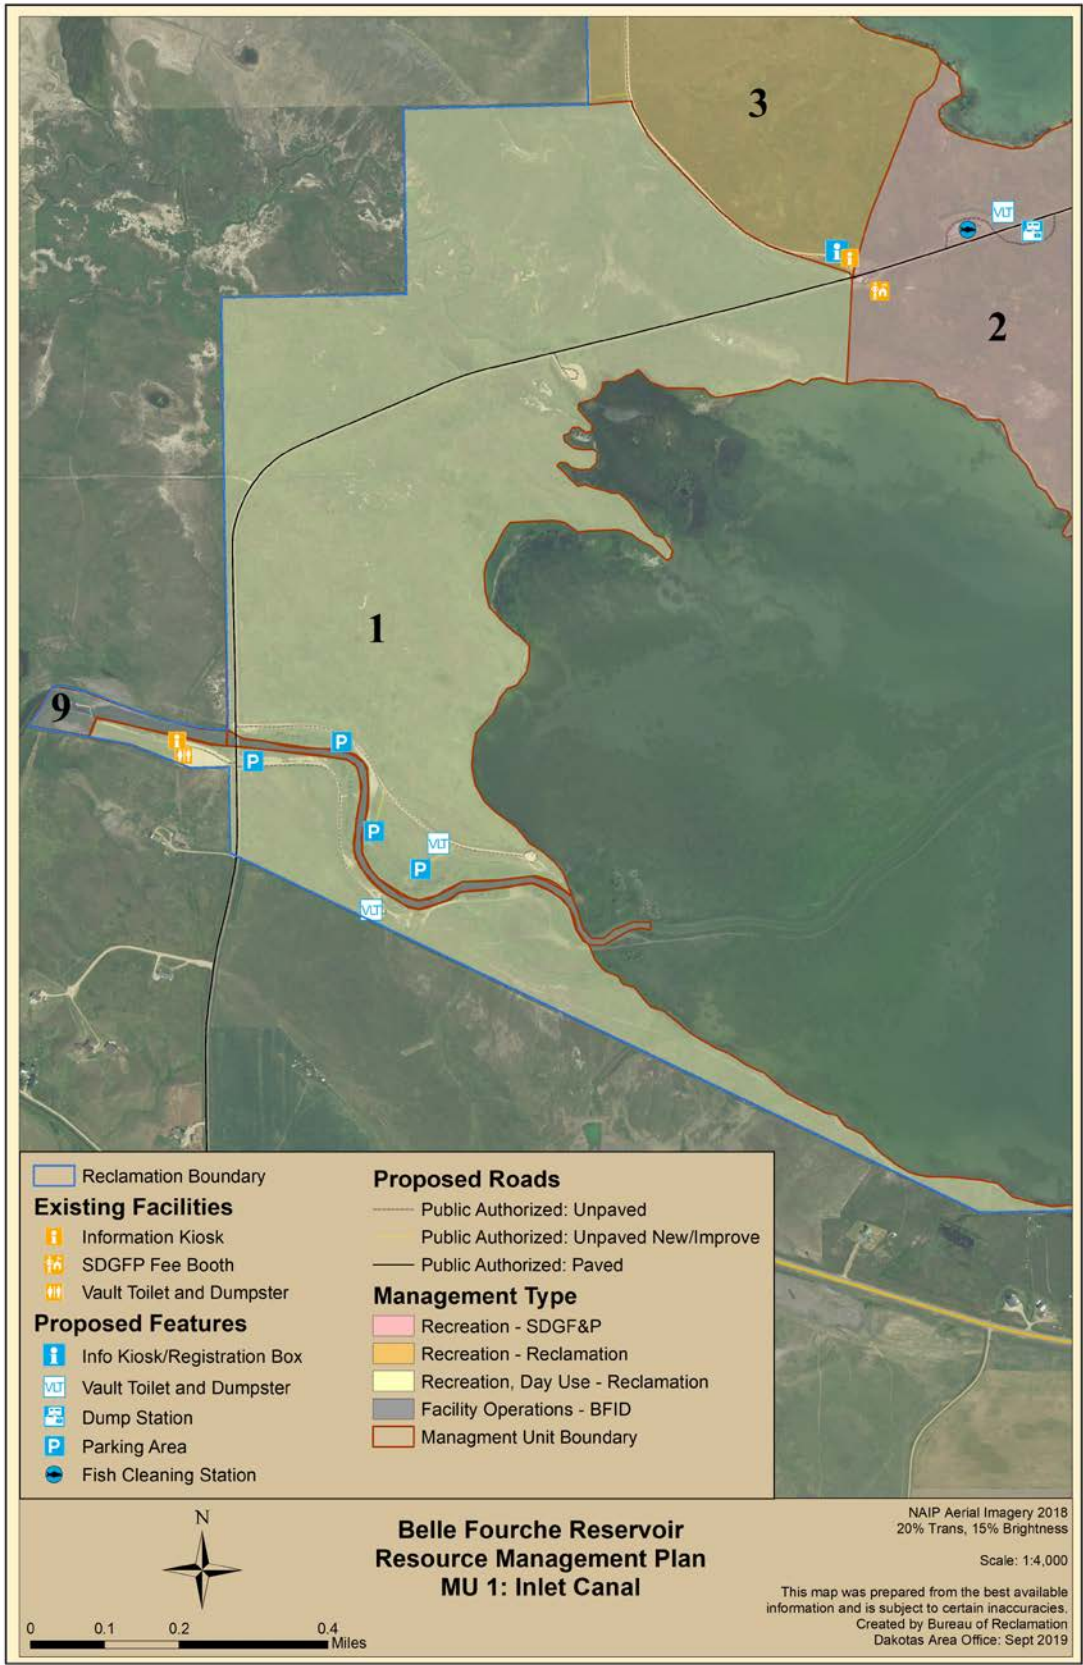 3
VLT
2
1
9
P
P
P
VLT
P
VLT
Reclamation Boundary
Existing Facilities
Information Kiosk
SDGFP Fee Booth
Vault Toilet and Dumpster
Proposed Features
Info Kiosk/Registration Box
VLT Vault Toilet and Dumpster
Dump Station
P Parking Area
Fish Cleaning Station
Proposed Roads
Public Authorized: Unpaved
Public Authorized: Unpaved New/Improve
Public Authorized: Paved
Management Type
Recreation - SDGF&P
Recreation - Reclamation
Recreation, Day Use - Reclamation
Facility Operations - BFID
Managment Unit Boundary
N
0 0.1 0.2 0.4
Miles
Belle Fourche Reservoir
Resource Management Plan
MU 1: Inlet Canal
NAIP Aerial Imagery 2018
20% Trans, 15% Brightness
Scale: 1:4,000
This map was prepared from the best available
information and is subject to certain inaccuracies.
Created by Bureau of Reclamation
Dakotas Area Office: Sept 2019